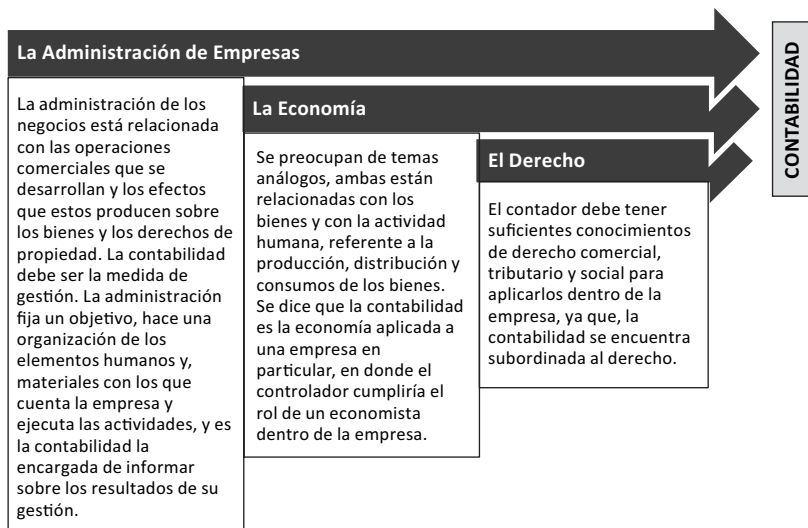 La Administración de Empresas
La administración de los
negocios está relacionada
con las operaciones
comerciales que se
desarrollan y los efectos
que estos producen sobre
los bienes y los derechos de
propiedad. La contabilidad
debe ser la medida de
gestión. La administración
fija un objetivo, hace una
organización de los
elementos humanos y,
materiales con los que
cuenta la empresa y
ejecuta las actividades, y es
la contabilidad la
encargada de informar
sobre los resultados de su
gestión.
La Economía
Se preocupan de temas
análogos, ambas están
relacionadas con los
bienes y con la actividad
humana, referente a la
producción, distribución y
consumos de los bienes.
Se dice que la contabilidad
es la economía aplicada a
una empresa en
particular, en donde el
controlador cumpliría el
rol de un economista
dentro de la empresa.
El Derecho
El contador debe tener
suficientes conocimientos
de derecho comercial,
tributario y social para
aplicarlos dentro de la
empresa, ya que, la
contabilidad se encuentra
subordinada al derecho.
CONTABILIDAD